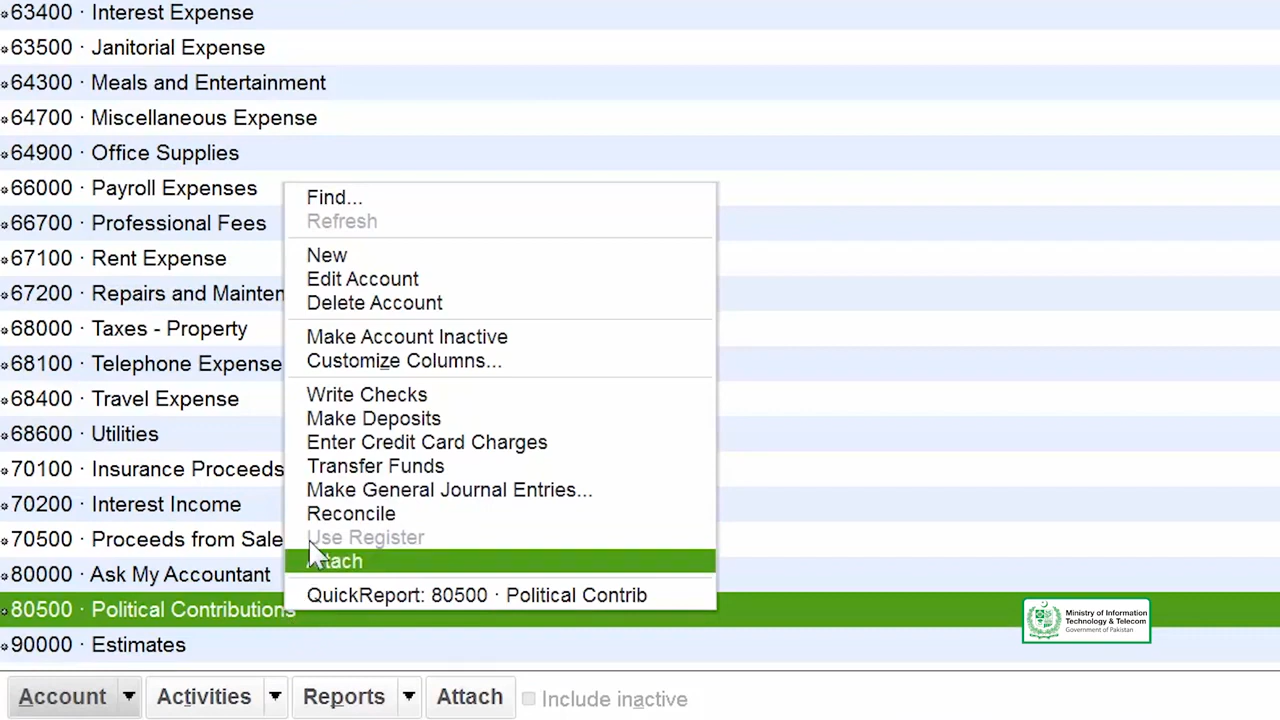 63400 · Interest Expense
63500 · Janitorial Expense
64300 · Meals and Entertainment
64700 · Miscellaneous Expense
64900 · Office Supplies
66000 · Payroll Expenses
66700 · Professional Fees
67100 · Rent Expense
67200 · Repairs and Mainten
68000 · Taxes - Property
68100 · Telephone Expense
68400 · Travel Expense
68600 · Utilities
70100 · Insurance Proceeds
70200 · Interest Income
70500 · Proceeds from Sale
80000 · Ask My Accountant
80500 · Political Contributions
90000 · Estimates
Find...
Refresh
New
Edit Account
Delete Account
Make Account Inactive
Customize Columns...
Write Checks
Make Deposits
Enter Credit Card Charges
Transfer Funds
Make General Journal Entries...
Reconcile
Use Register
Attach
QuickReport: 80500 · Political Contrib
Ministry of Information
Technology & Telecom
Government of Pakistan
Account Activities Reports Attach Include inactive